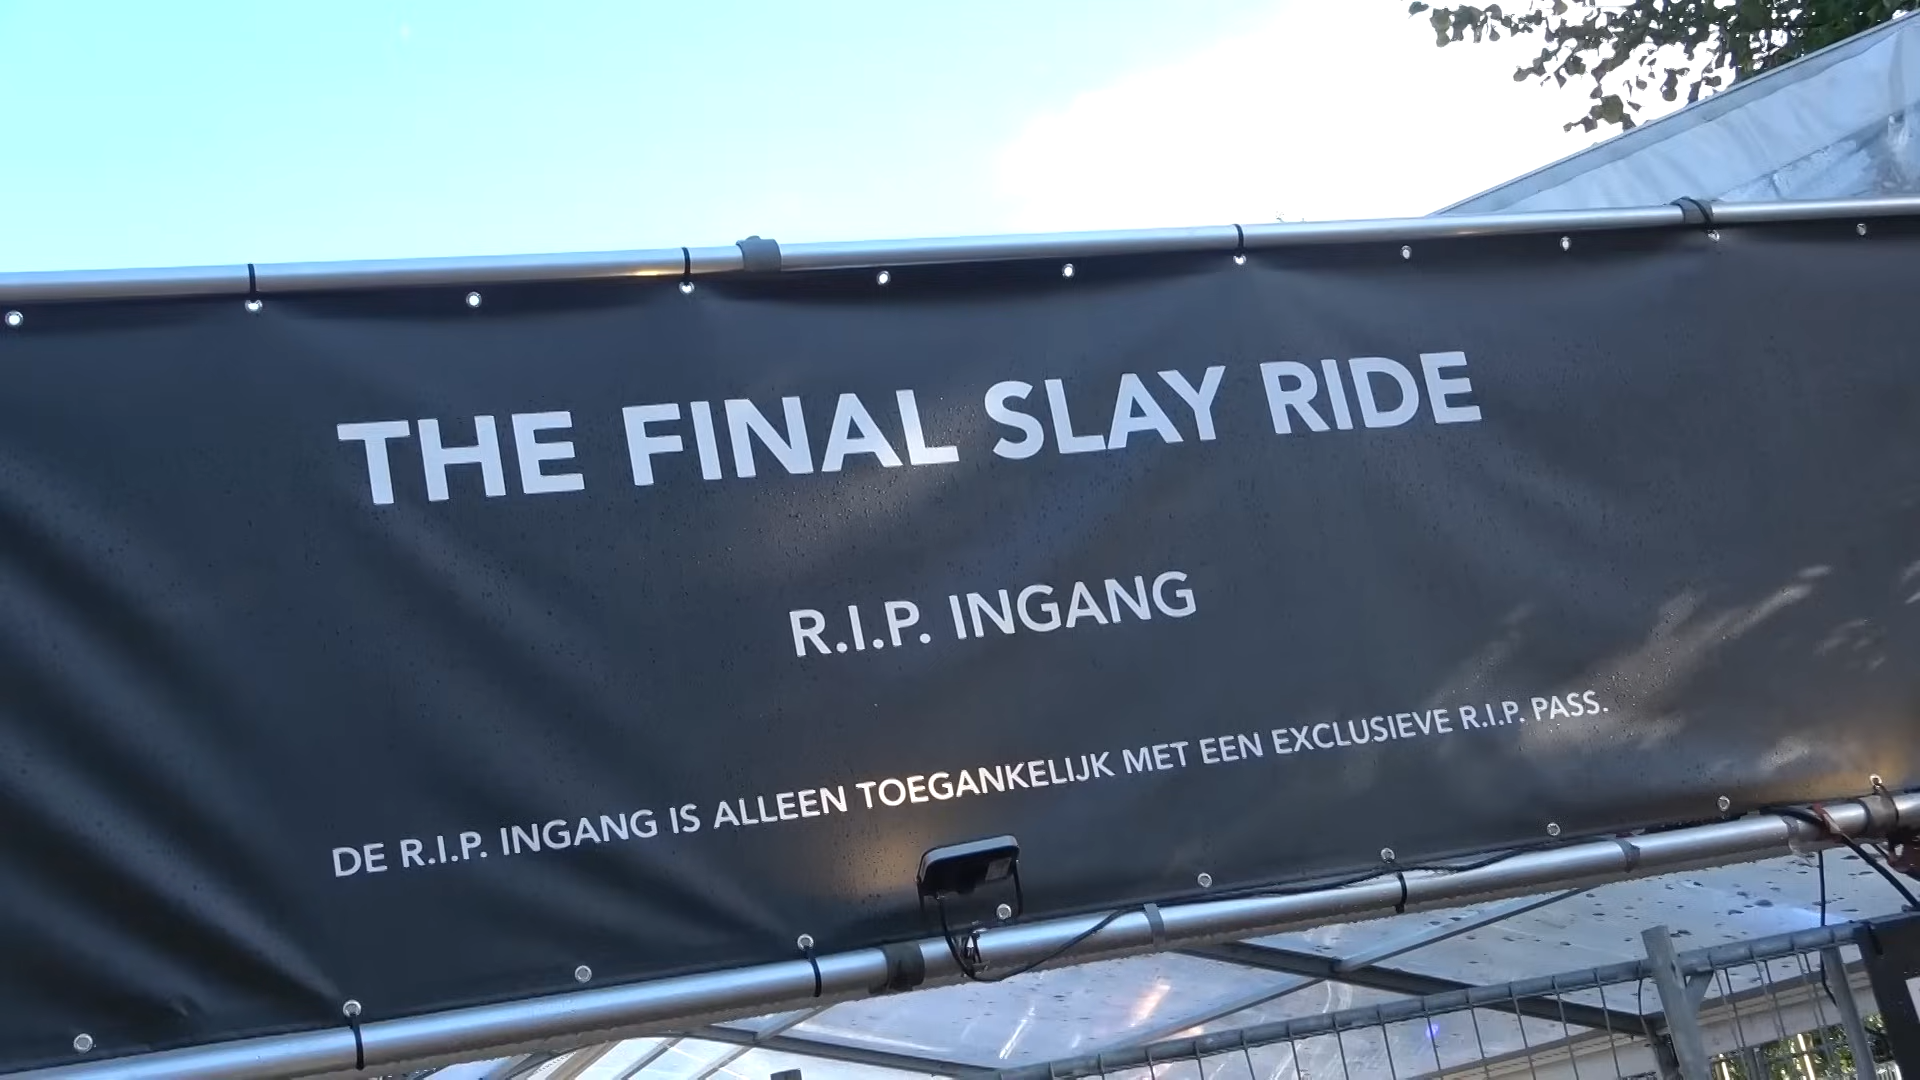 THE FINAL SLAY RIDE
R.I.P. INGANG
DE R.I.P. INGANG IS ALLEEN TOEGANKELIJK MET EEN EXCLUSIEVE R.I.P. PASS.